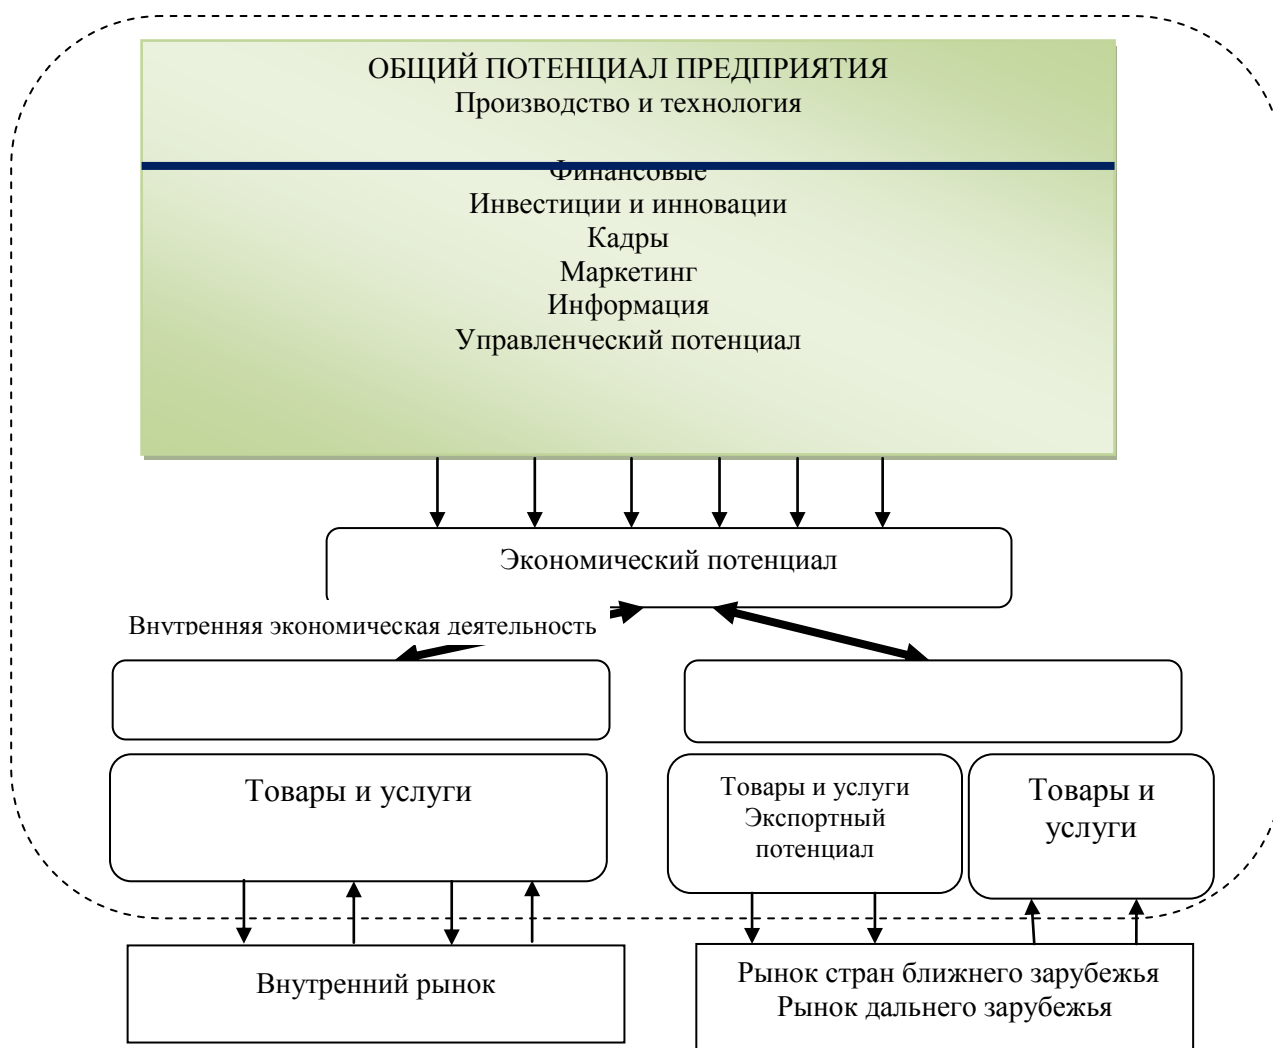 ОБЩИЙ ПОТЕНЦИАЛ ПРЕДПРИЯТИЯ
Производство и технология
Финансовые
Инвестиции и инновации
Кадры
Маркетинг
Информация
Управленческий потенциал
Экономический потенциал
Внутренняя экономическая деятельность
Товары и услуги
Товары и услуги
Экспортный
потенциал
Товары и
услуги
Внутренний рынок
Рынок стран ближнего зарубежья
Рынок дальнего зарубежья